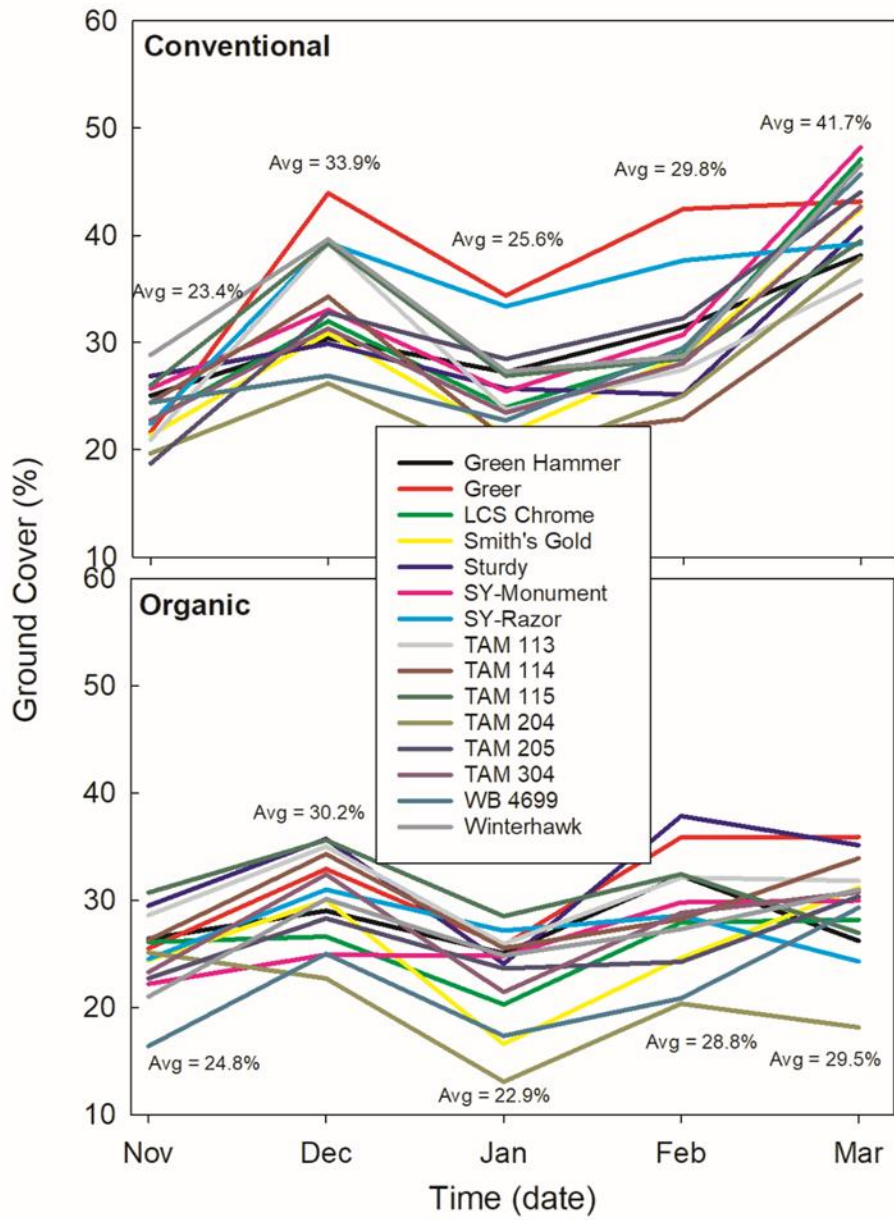 60
Conventional
50
Avg = 41.7%
Avg = 33.9%
Avg = 29.8%
40
Avg = 25.6%
Avg = 23.4%
30
20
10
Ground Cover (%)
Green Hammer
Greer
LCS Chrome
Smith's Gold
Sturdy
SY-Monument
SY-Razor
TAM 113
TAM 114
TAM 115
TAM 204
TAM 205
TAM 304
WB 4699
Winterhawk
60
Organic
50
40
Avg = 30.2%
30
20
Avg = 24.8%
Avg = 22.9%
Avg = 28.8%
Avg = 29.5%
10
Nov Dec Jan Feb Mar
Time (date)